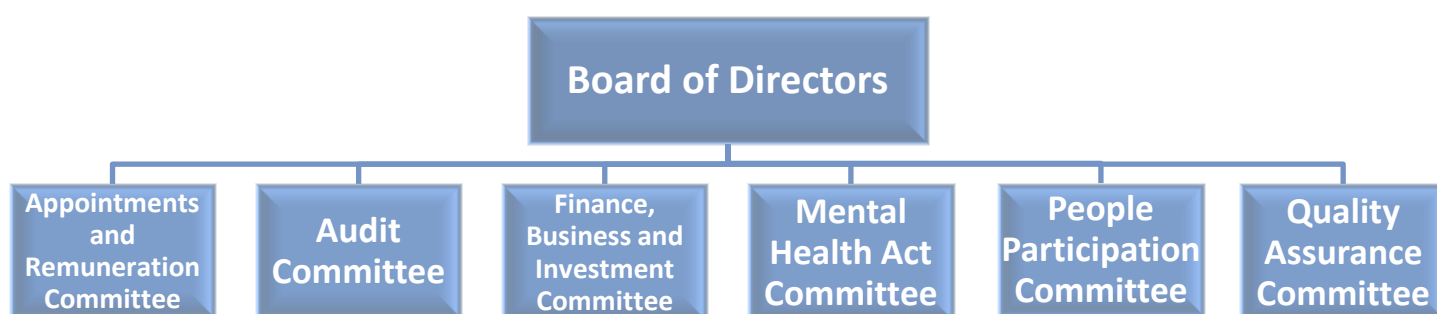 Board of Directors
Appointments
and
Remuneration
Committee
Audit
Committee
Finance,
Business and
Investment
Committee
Mental
Health Act
Committee
People
Participation
Committee
Quality
Assurance
Committee